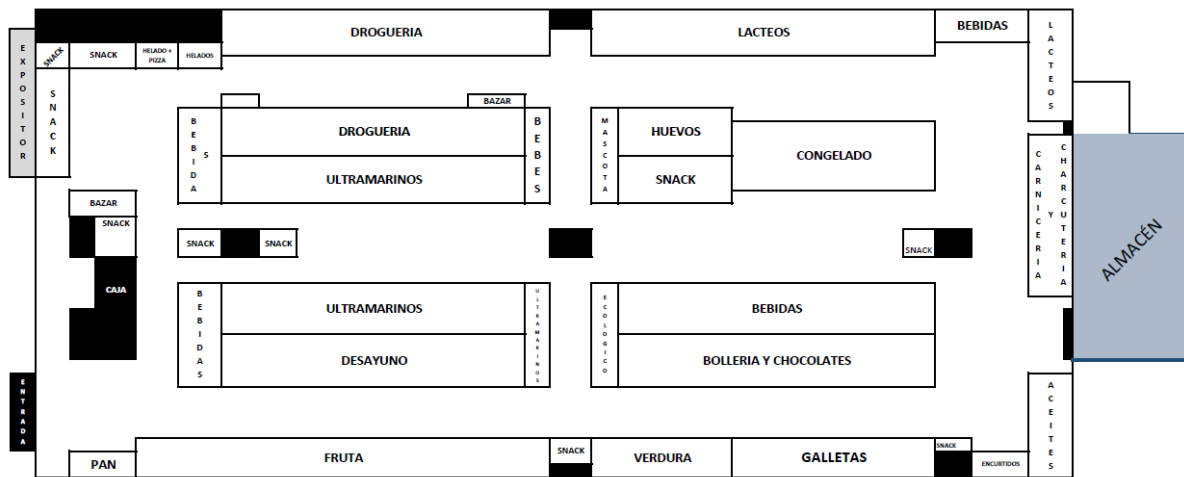 DROGUERIA
LACTEOS
BEBIDAS
LACTEOS
EXPOSITOR
SNACK
SNACK
HELADO +
PIZZA
HELADOS
SNACK
BEBIDA
S
BAZAR
DROGUERIA
ULTRAMARINOS
BEBES
MASCOTA
HUEVOS
SNACK
CONGELADO
CARNICERIA
Y
CHARCUTERIA
ALMACÉN
BAZAR
SNACK
CAJA
SNACK
SNACK
SNACK
BEBIDAS
ULTRAMARINOS
DESAYUNO
ULTRAMARINOS
ECOLOGICO
BEBIDAS
BOLLERIA Y CHOCOLATES
ENTRADA
ACEITES
PAN
FRUTA
SNACK
VERDURA
GALLETAS
SNACK
ENCURTIDOS